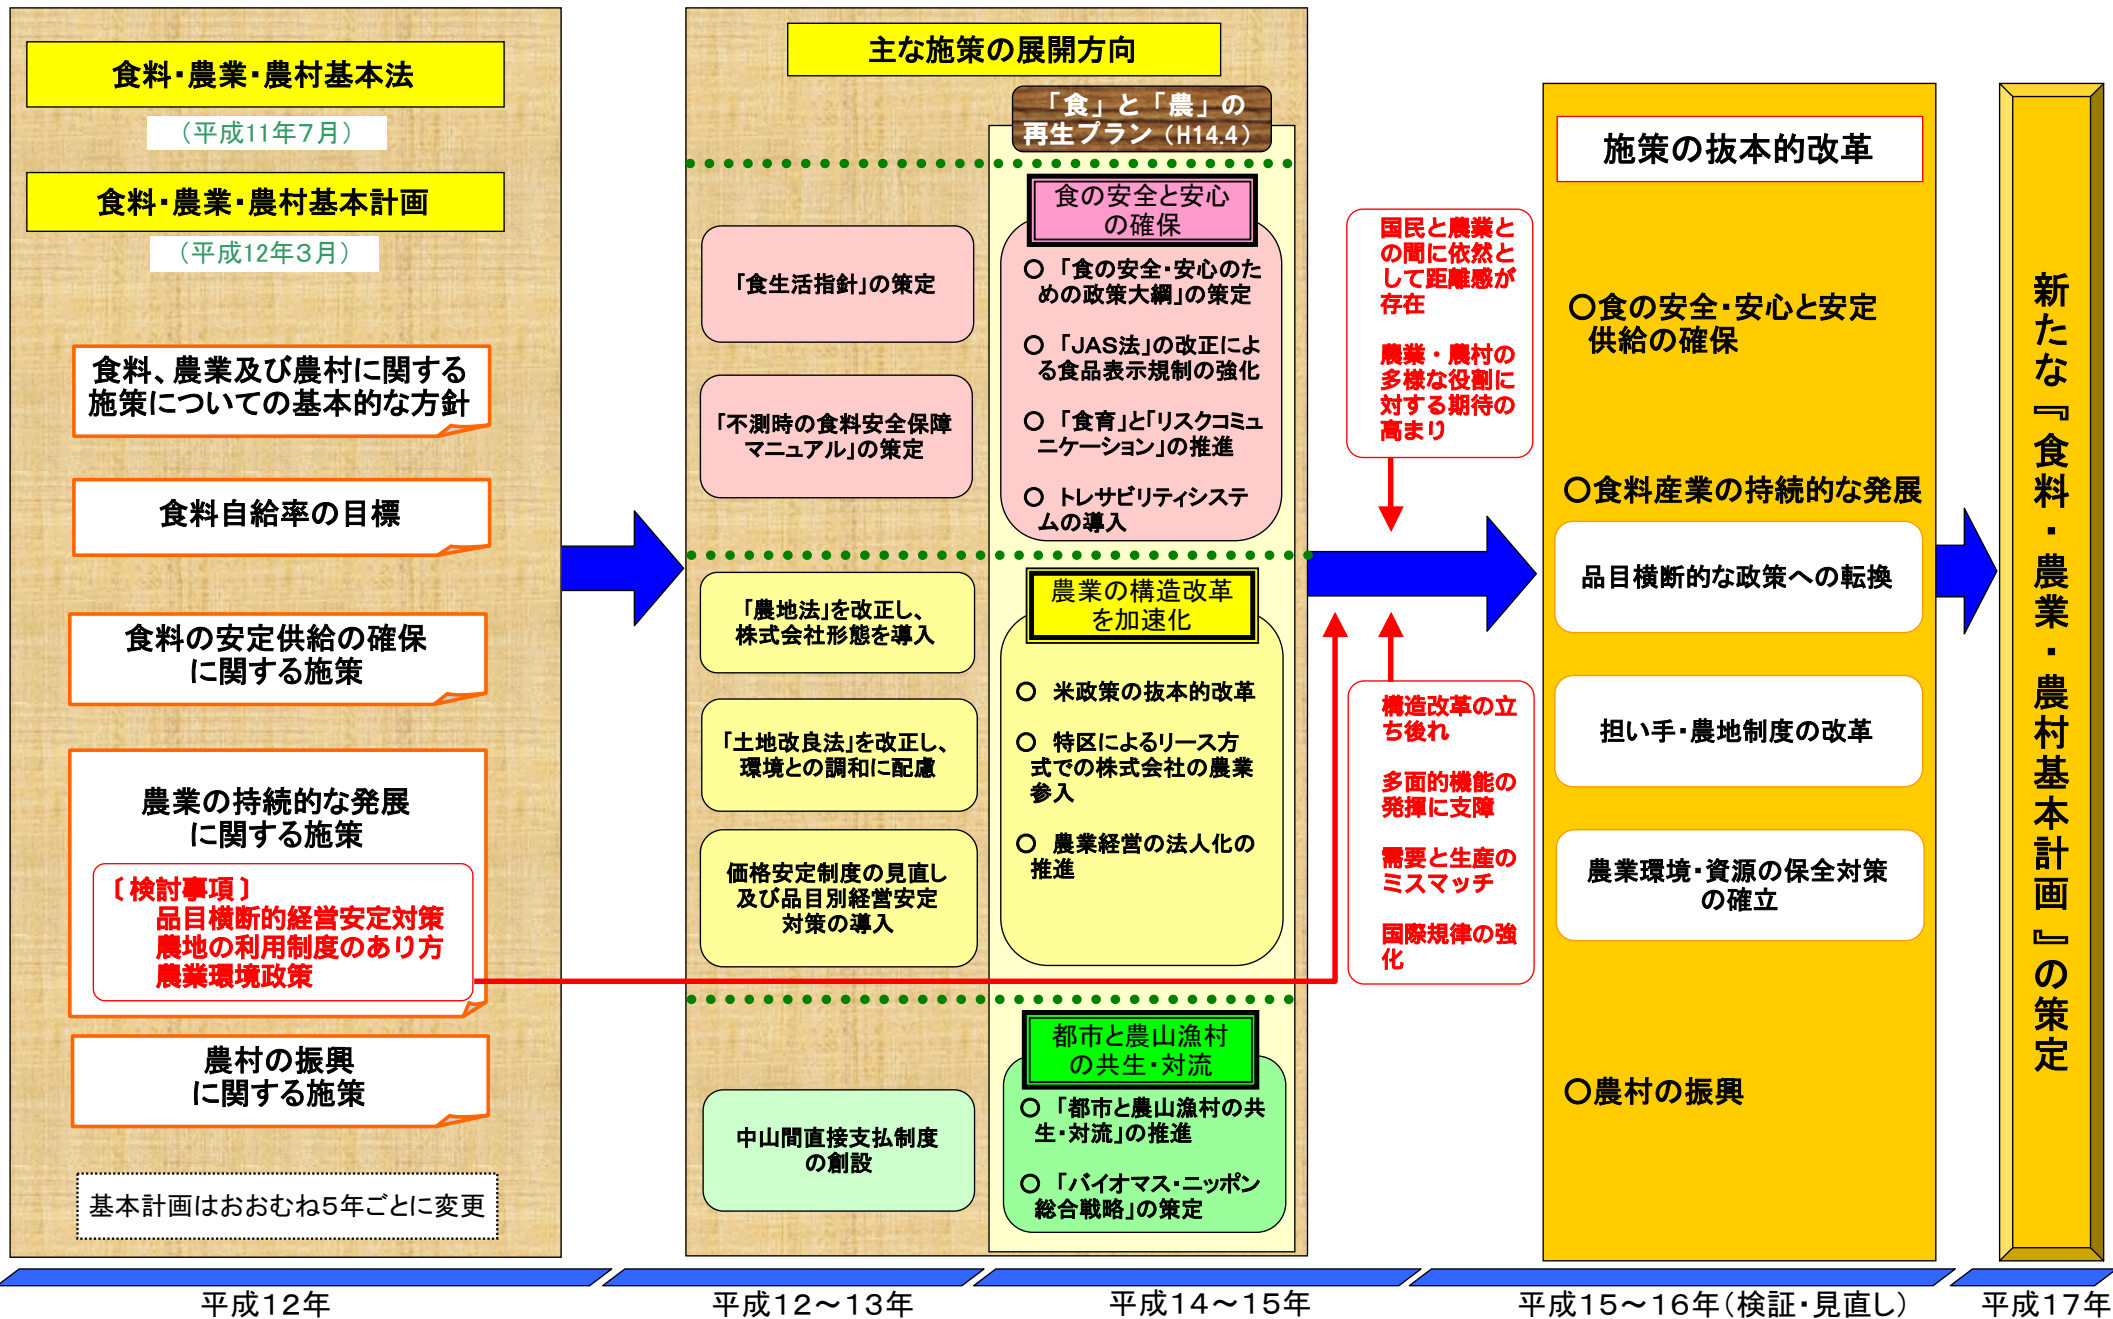 食料・農業・農村基本法
(平成11年7月)
食料・農業・農村基本計画
(平成12年3月)
食料、農業及び農村に関する
施策についての基本的な方針
食料自給率の目標
食料の安定供給の確保
に関する施策
農業の持続的な発展
に関する施策
〔検討事項〕
品目横断的経営安定対策
農地の利用制度のあり方
農業環境政策
農村の振興
に関する施策
基本計画はおおむね5年ごとに変更
主な施策の展開方向
「食生活指針」の策定
「不測時の食料安全保障
マニュアル」の策定
「農地法」を改正し、
株式会社形態を導入
「土地改良法」を改正し、
環境との調和に配慮
価格安定制度の見直し
及び品目別経営安定
対策の導入
中山間直接支払制度
の創設
「食」と「農」の
再生プラン(H14.4)
食の安全と安心
の確保
○「食の安全・安心のた
めの政策大綱」の策定
○「JAS法」の改正によ
る食品表示規制の強化
○「食育」と「リスクコミュ
ニケーション」の推進
○ トレサビリティシステ
ムの導入
農業の構造改革
を加速化
○ 米政策の抜本的改革
○ 特区によるリース方
式での株式会社の農業
参入
○ 農業経営の法人化の
推進
都市と農山漁村
の共生・対流
○「都市と農山漁村の共
生・対流」の推進
○「バイオマス・ニッポン
総合戦略」の策定
国民と農業と
の間に依然と
して距離感が
存在
農業・農村の
多様な役割に
対する期待の
高まり
構造改革の立
ち後れ
多面的機能の
発揮に支障
需要と生産の
ミスマッチ
国際規律の強
化
施策の抜本的改革
○食の安全・安心と安定
供給の確保
○食料産業の持続的な発展
品目横断的な政策への転換
担い手・農地制度の改革
農業環境・資源の保全対策
の確立
○農村の振興
新たな『食料・農業・農村基本計画』の策定
平成12年
平成12~13年
平成14~15年
平成15~16年(検証・見直し)
平成17年